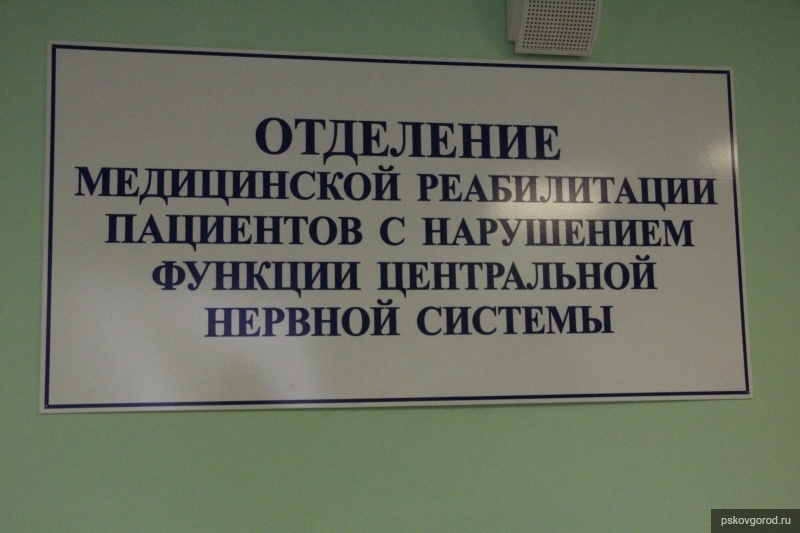 ОТДЕЛЕНИЕ
МЕДИЦИНСКОЙ РЕАБИЛИТАЦИИ
ПАЦИЕНТОВ С НАРУШЕНИЕМ
ФУНКЦИИ ЦЕНТРАЛЬНОЙ
НЕРВНОЙ СИСТЕМЫ
pskovgorod.ru